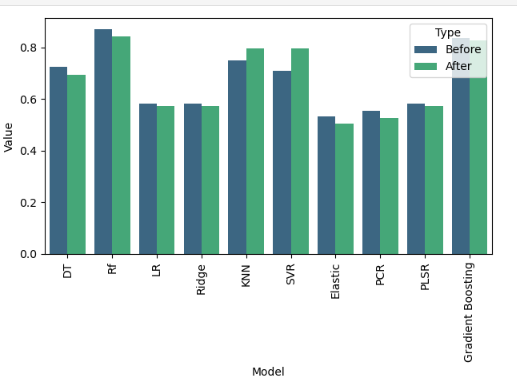 Type
Before
After
Value
0.8
0.6
0.4
0.2
0.0
DT
Rf
LR
Ridge
KNN
SVR
Elastic
PCR
PLSR
Gradient Boosting
Model